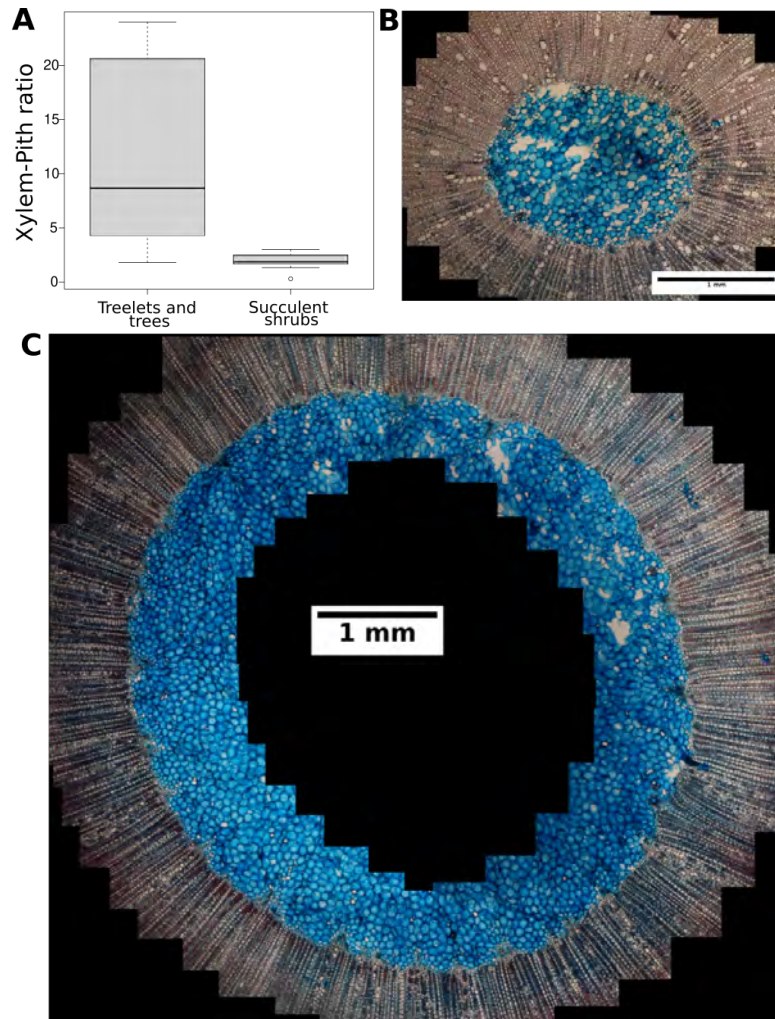 A
Xylem-Pith ratio
20
15
10
5
0
Treelets and
trees
Succulent
shrubs
B
1 mm
C
1 mm